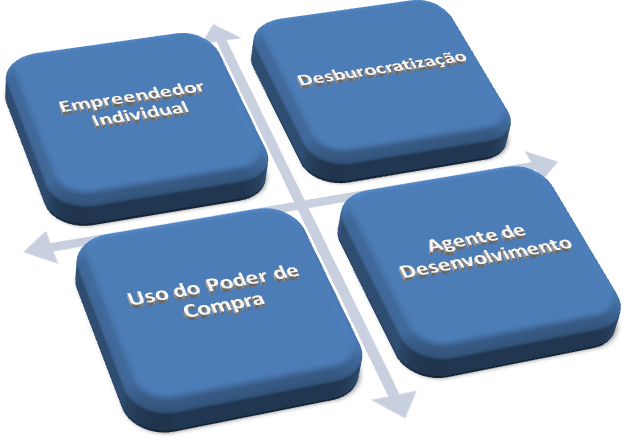 Empreendedor
Individual
Desburocratização
Uso do Poder de
Compra
Agente de
Desenvolvimento